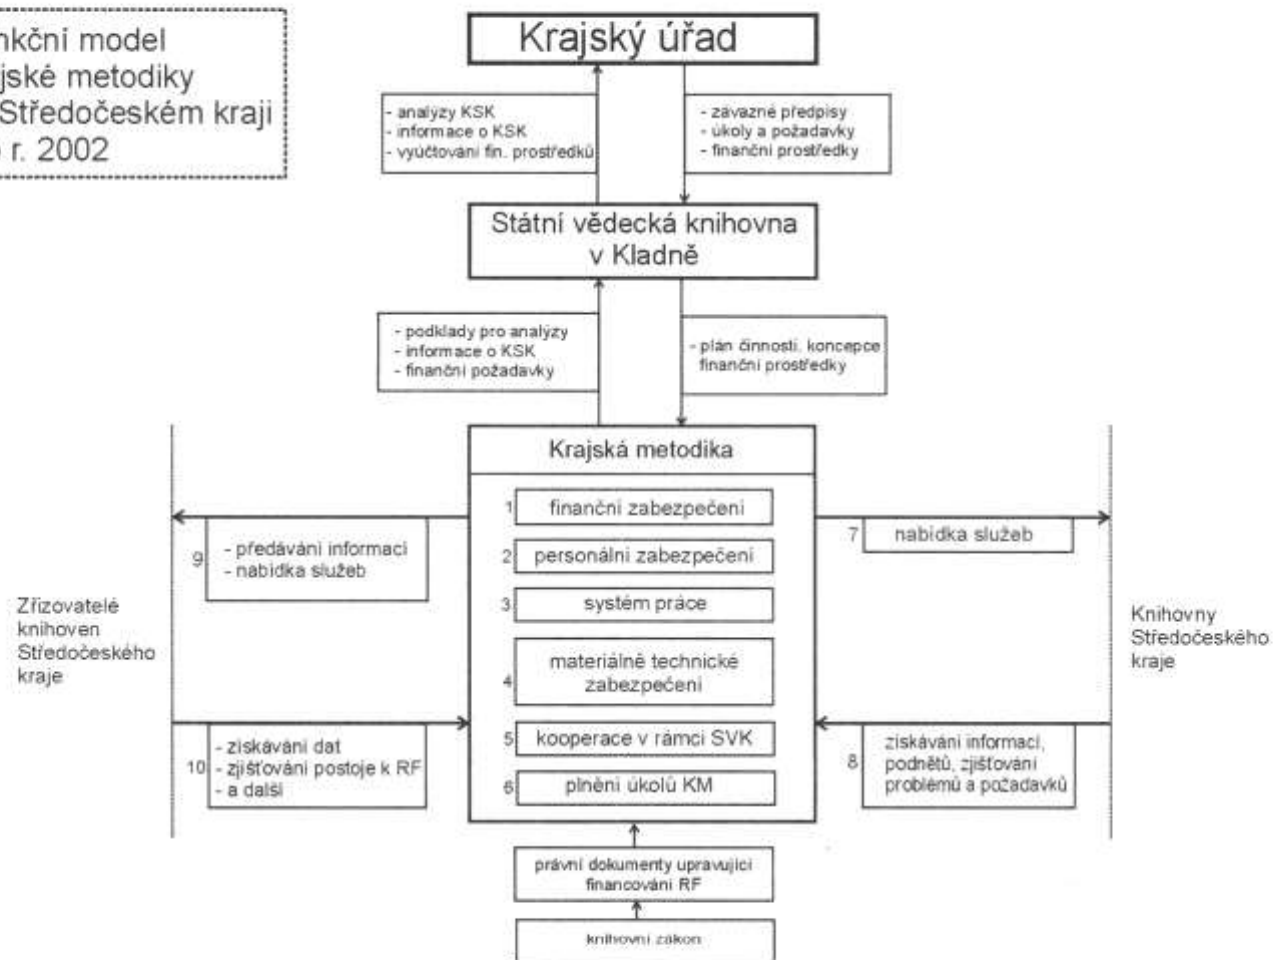 nkční model
jské metodiky
Středočeském kraji
r. 2002
Krajský úřad
- analýzy KSK
- informace o KSK
- vyúčtování fin. prostředků
- závazné předpisy
- úkoly a požadavky
- finanční prostředky
Státní vědecká knihovna
v Kladně
- podklady pro analýzy
- informace o KSK
- finanční požadavky
- plán činnosti, koncepce
finanční prostředky
Krajská metodika
1 finanční zabezpečení
2 personální zabezpečení
3 systém práce
4 materiálně technické
zabezpečení
5 kooperace v rámci SVK
6 plnění úkolů KM
9 - předávání informací
- nabídka služeb
7 nabídka služeb
Zřizovatelé
knihoven
Středočeského
kraje
Knihovny
Středočeského
kraje
10 - získávání dat
- zjišťování postoje k RF
- a další
8 získávání informací,
podnětů, zjišťování
problémů a požadavků
právní dokumenty upravující
financování RF
knihovní zákon